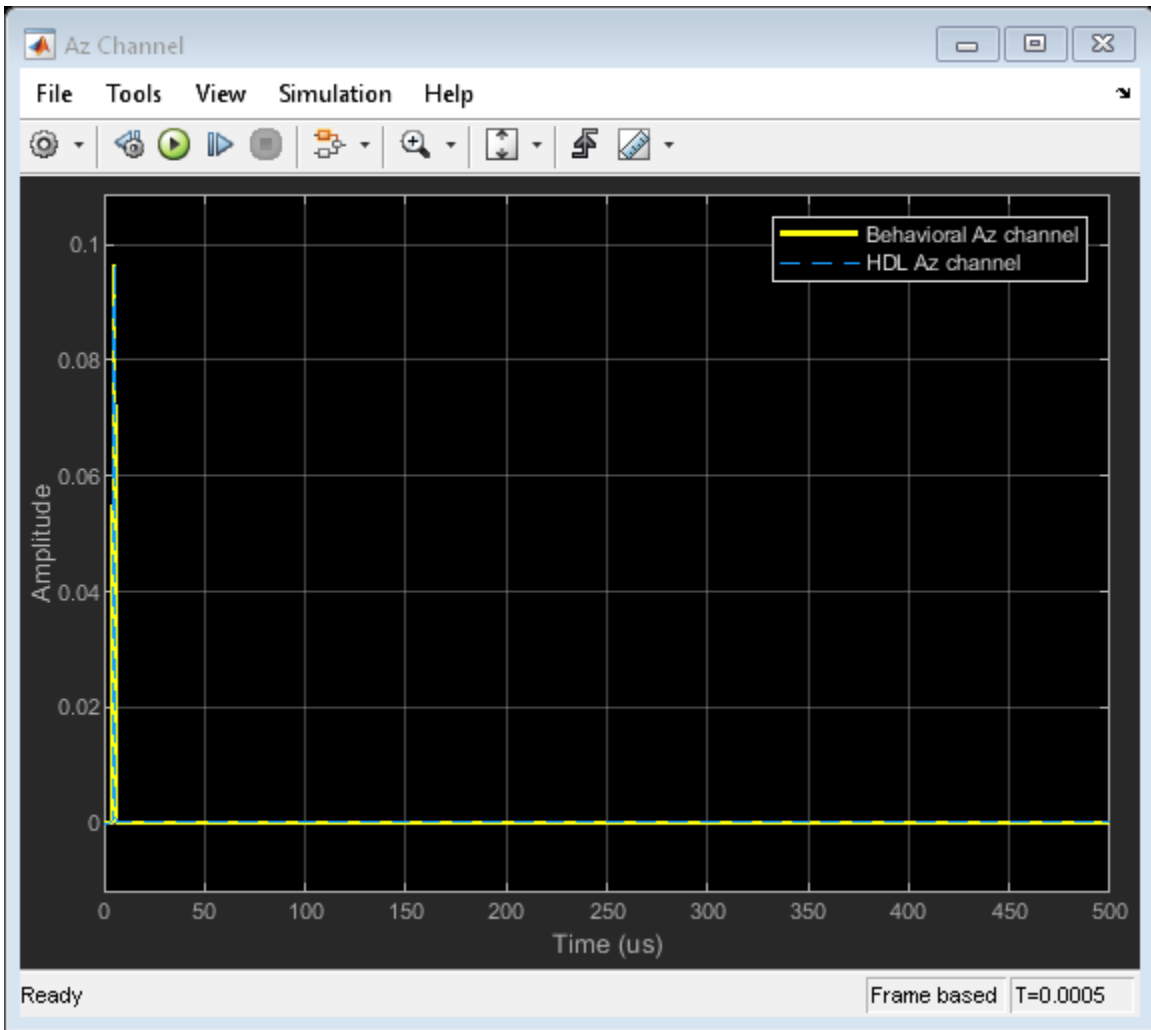 Az Channel
File Tools View Simulation Help
Behavioral Az channel
HDL Az channel
0.1
0.08
0.06
0.04
0.02
0
Amplitude
0 50 100 150 200 250 300 350 400 450 500
Time (us)
Ready Frame based T=0.0005